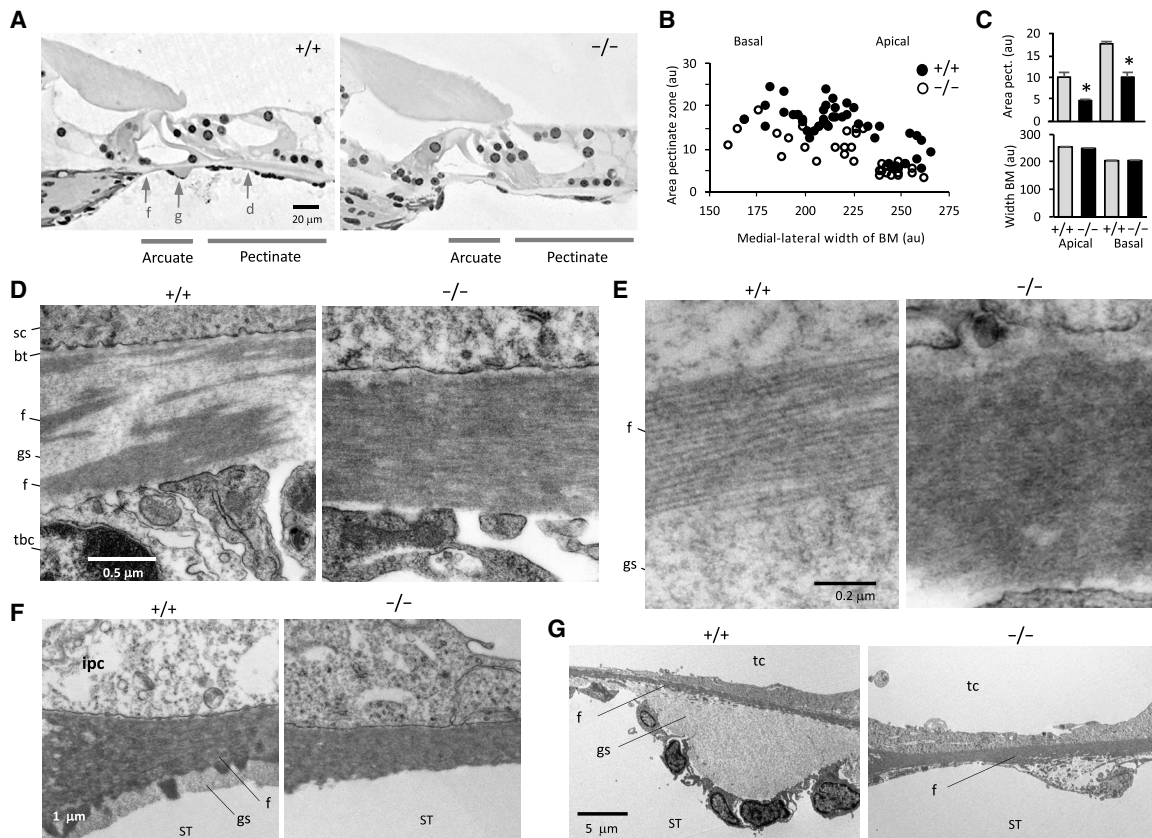 A
+/+
−/−
f
g
d
20 µm
Arcuate
Pectinate
Arcuate
Pectinate
B
Basal
Apical
+/+
−/−
Area pectinate zone (au)
30
20
10
0
150
175
200
225
250
275
Medial-lateral width of BM (au)
C
Area pect. (au)
20
15
10
5
0
*
*
Width BM (au)
300
200
100
0
+/+ −/− +/+ −/−
Apical Basal
D
+/+
−/−
sc
bt
f
gs
f
tbc
0.5 µm
E
+/+
−/−
f
gs
0.2 µm
F
+/+
−/−
ipc
f
gs
1 µm
ST
G
+/+
−/−
tc
tc
f
gs
f
5 µm
ST
ST